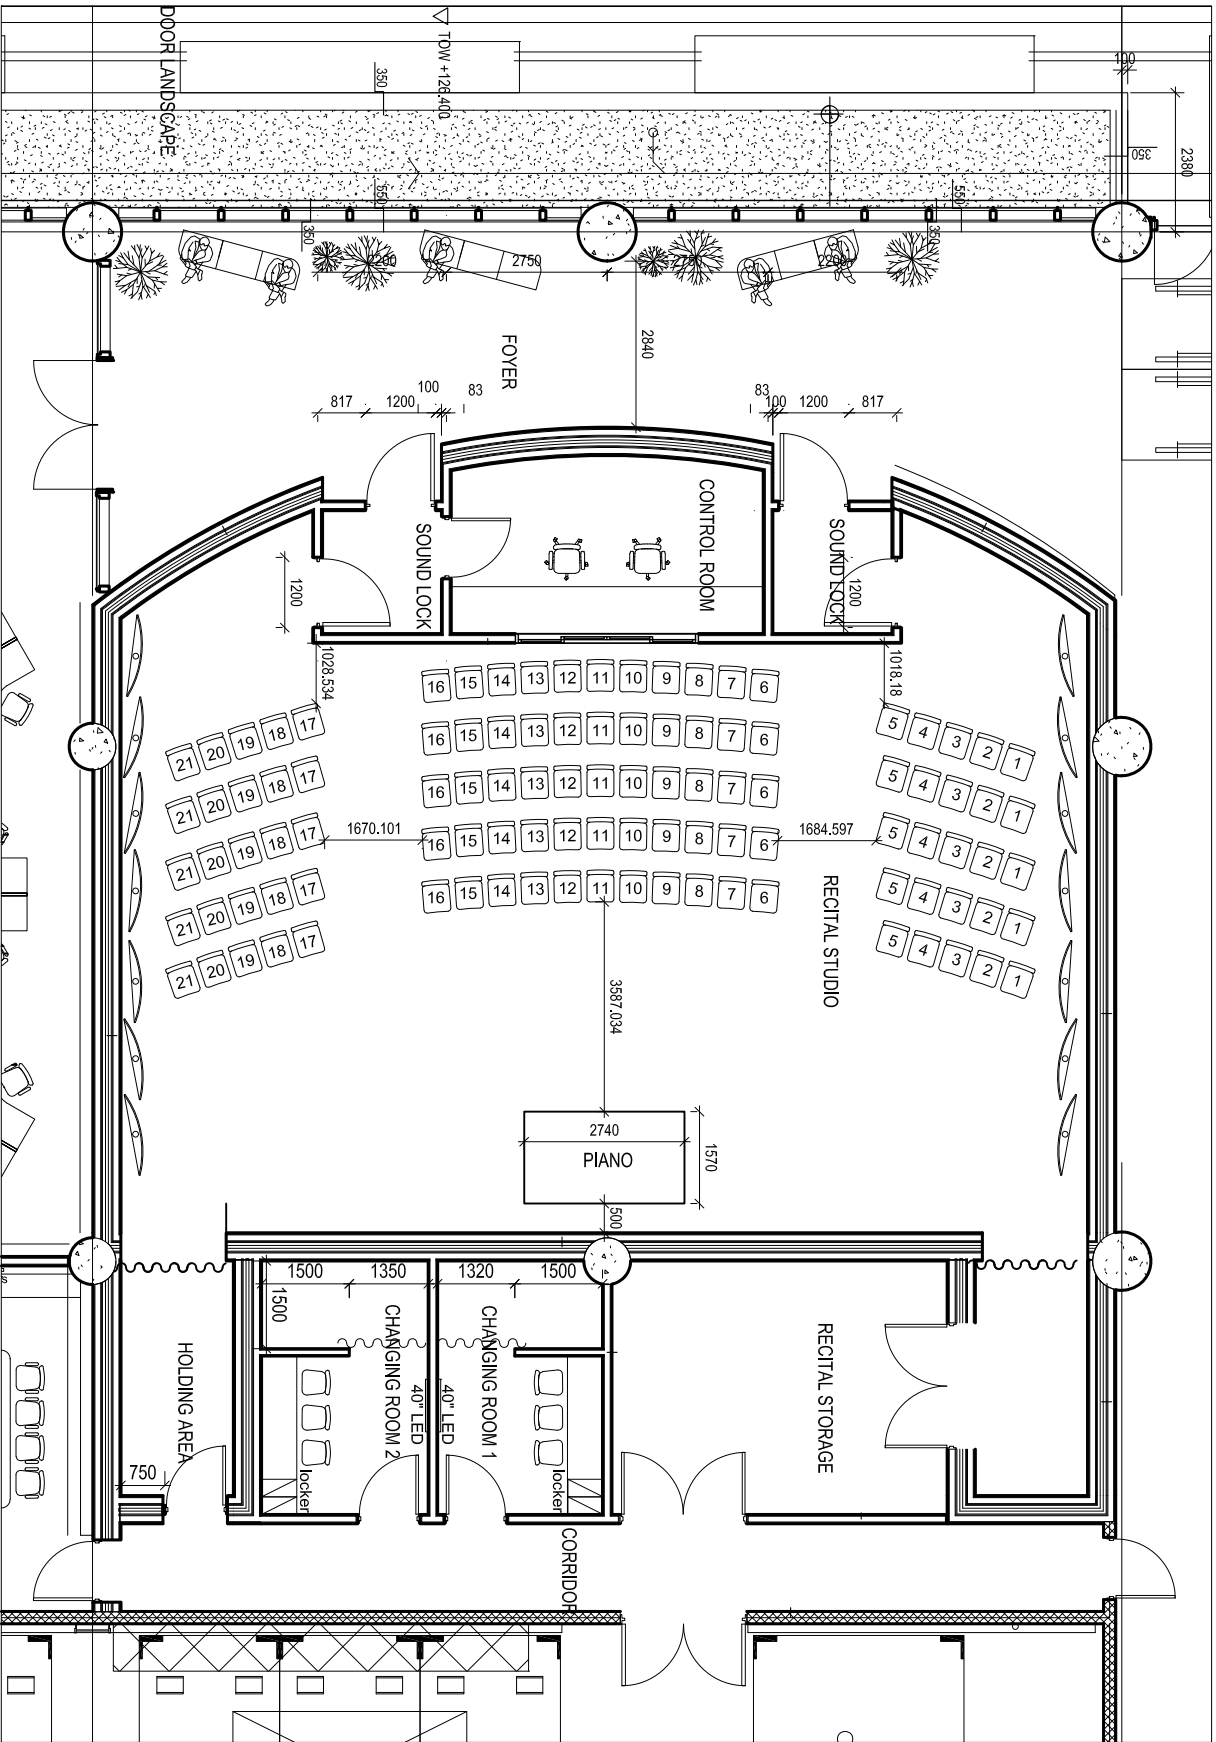 DOOR LANDSCAPE
TOW +126.400
350
100
350
2380
550
350
550
350
2750
2750
2200
2840
FOYER
817
1200
100
83
83
100
1200
817
SOUND LOCK
CONTROL ROOM
SOUND LOCK
1200
1200
1028.534
1018.18
16 15 14 13 12 11 10 9 8 7 6
21 20 19 18 17
5 4 3 2 1
16 15 14 13 12 11 10 9 8 7 6
21 20 19 18 17
5 4 3 2 1
16 15 14 13 12 11 10 9 8 7 6
21 20 19 18 17
5 4 3 2 1
16 15 14 13 12 11 10 9 8 7 6
21 20 19 18 17
5 4 3 2 1
16 15 14 13 12 11 10 9 8 7 6
21 20 19 18 17
5 4 3 2 1
1670.101
1684.597
RECITAL STUDIO
3587.034
2740
PIANO
1570
500
1500
1350
1320
1500
1500
HOLDING AREA
CHANGING ROOM 2
40" LED
40" LED
CHANGING ROOM 1
RECITAL STORAGE
750
locker
locker
CORRIDOR